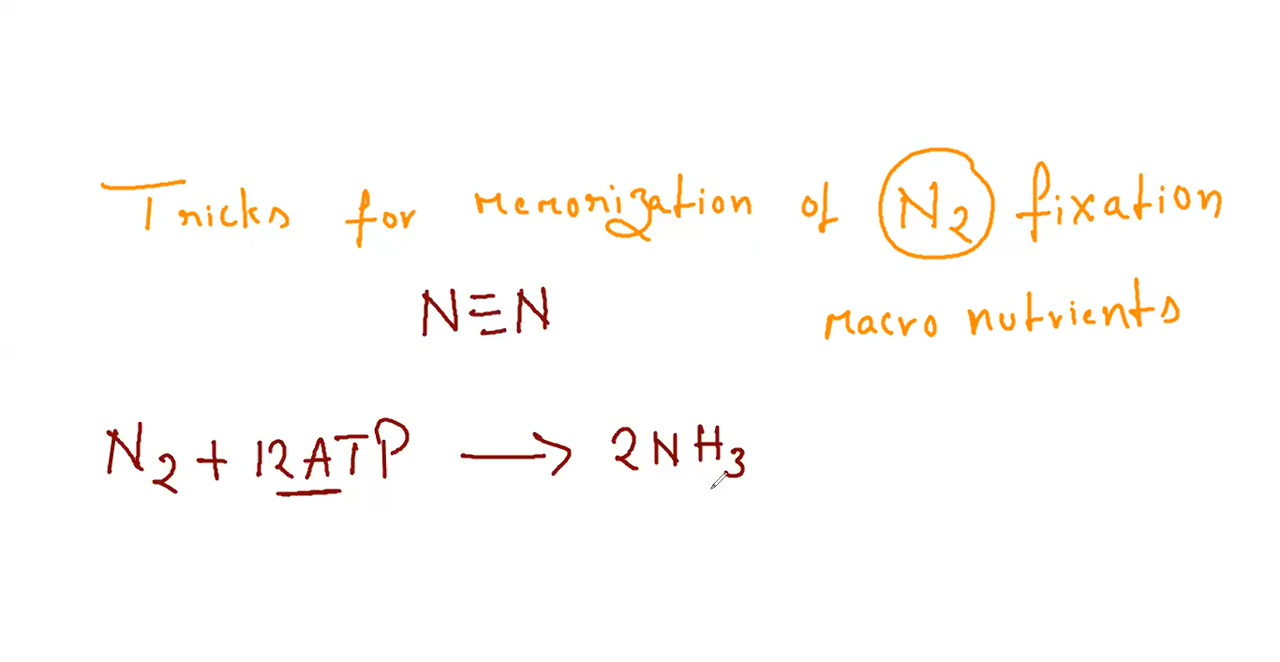 Tricks for memorization of N₂ fixation
N≡N
macro nutrients
N₂ + 12ATP → 2NH₃